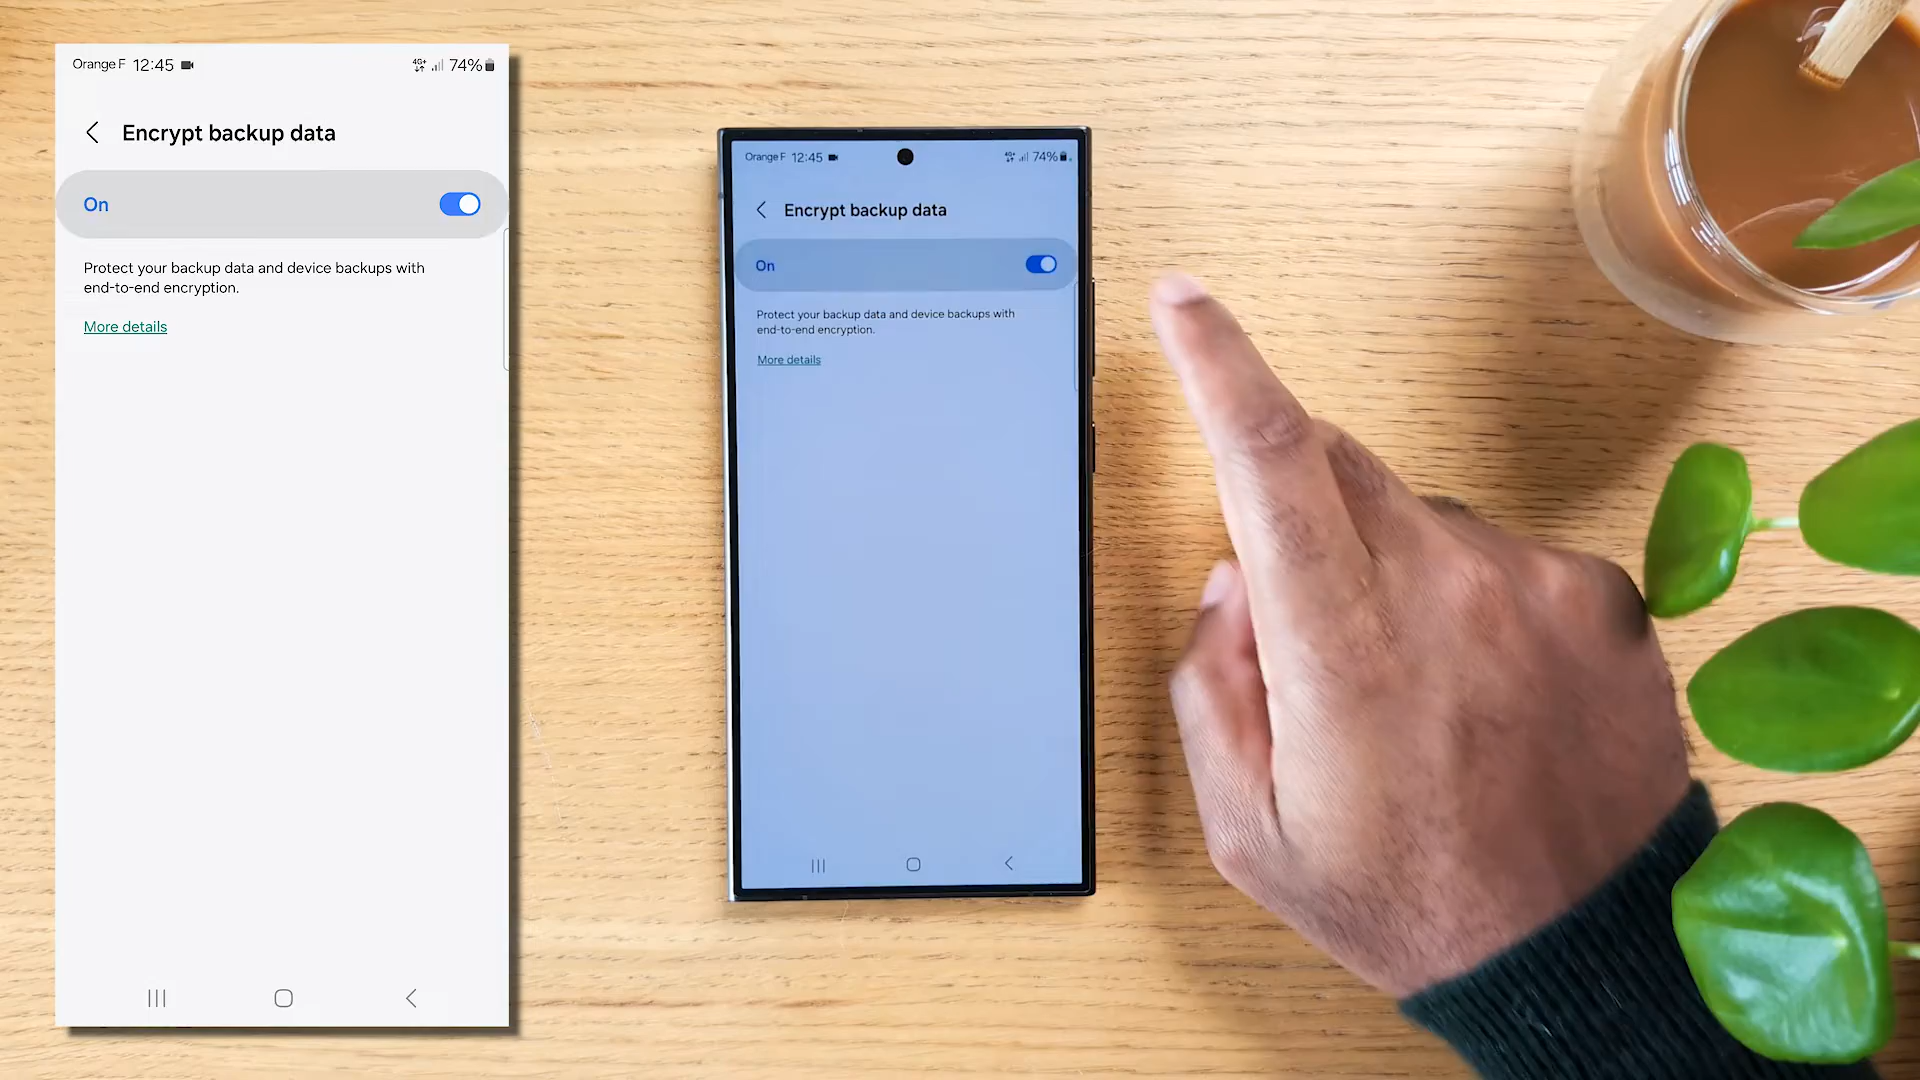 Orange F 12:45 4G+ 74%
Encrypt backup data
On
Protect your backup data and device backups with
end-to-end encryption.
More details
Orange F 12:45 4G+ 74%
Encrypt backup data
On
Protect your backup data and device backups with
end-to-end encryption.
More details